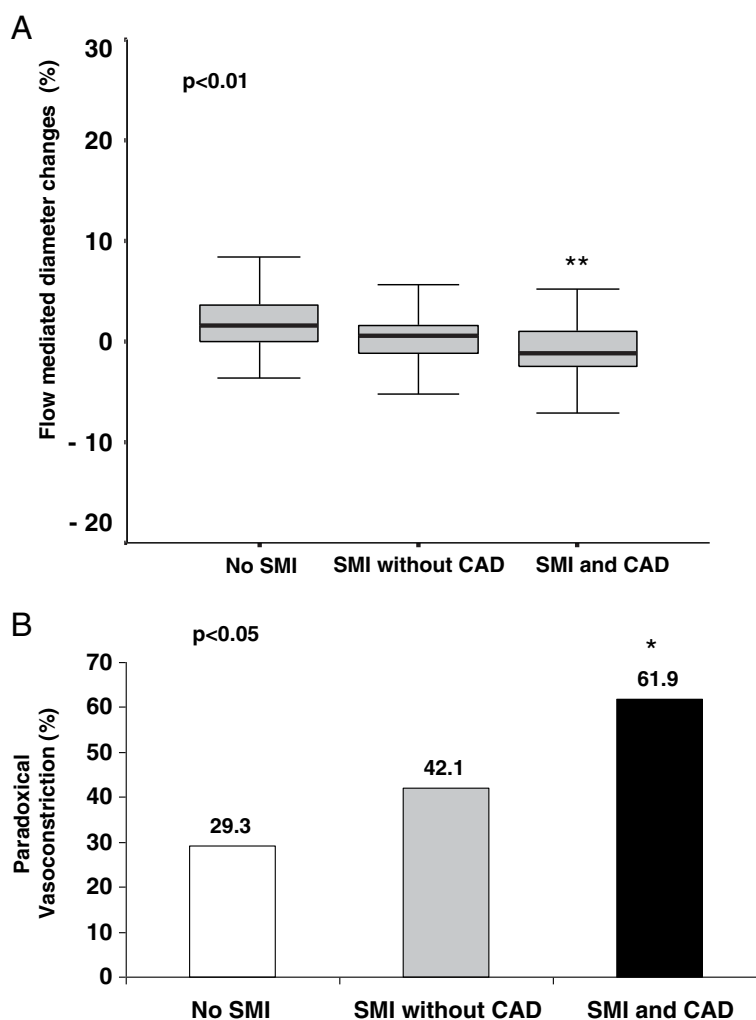 A
Flow mediated diameter changes (%)
30
20
10
0
- 10
- 20
p<0.01
**
No SMI
SMI without CAD
SMI and CAD
B
Paradoxical
Vasoconstriction (%)
70
60
50
40
30
20
10
0
p<0.05
29.3
42.1
*
61.9
No SMI
SMI without CAD
SMI and CAD